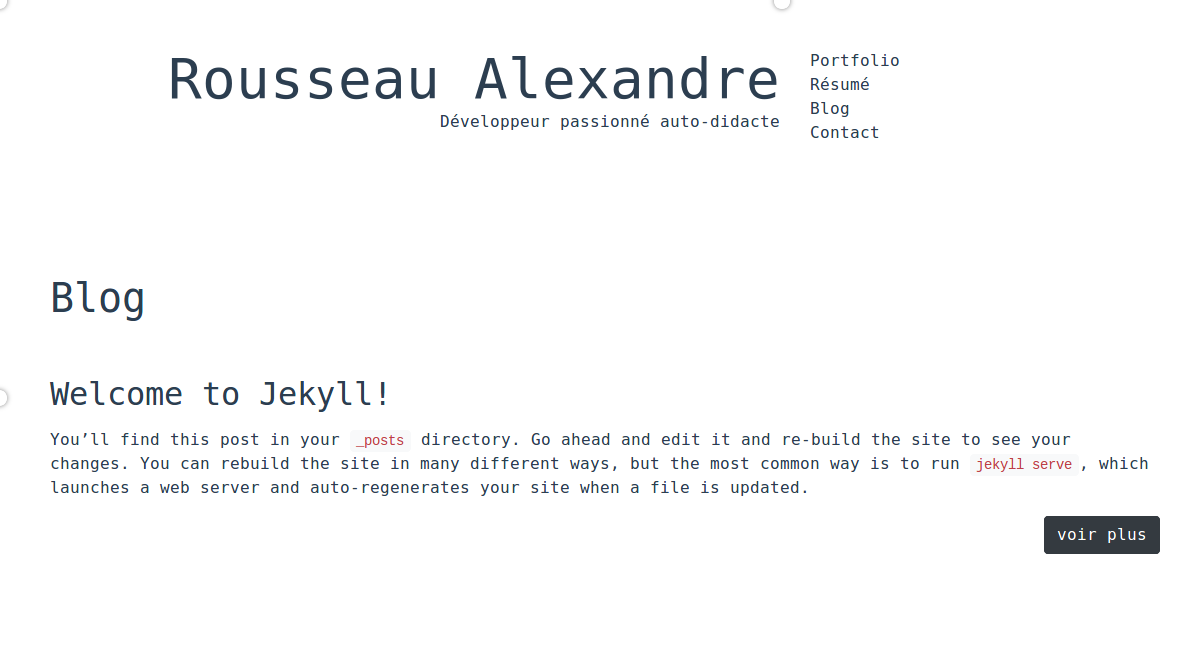 Rousseau Alexandre
Développeur passionné auto-didacte
Portfolio
Résumé
Blog
Contact
Blog
Welcome to Jekyll!
You’ll find this post in your _posts directory. Go ahead and edit it and re-build the site to see your
changes. You can rebuild the site in many different ways, but the most common way is to run jekyll serve, which
launches a web server and auto-regenerates your site when a file is updated.
voir plus